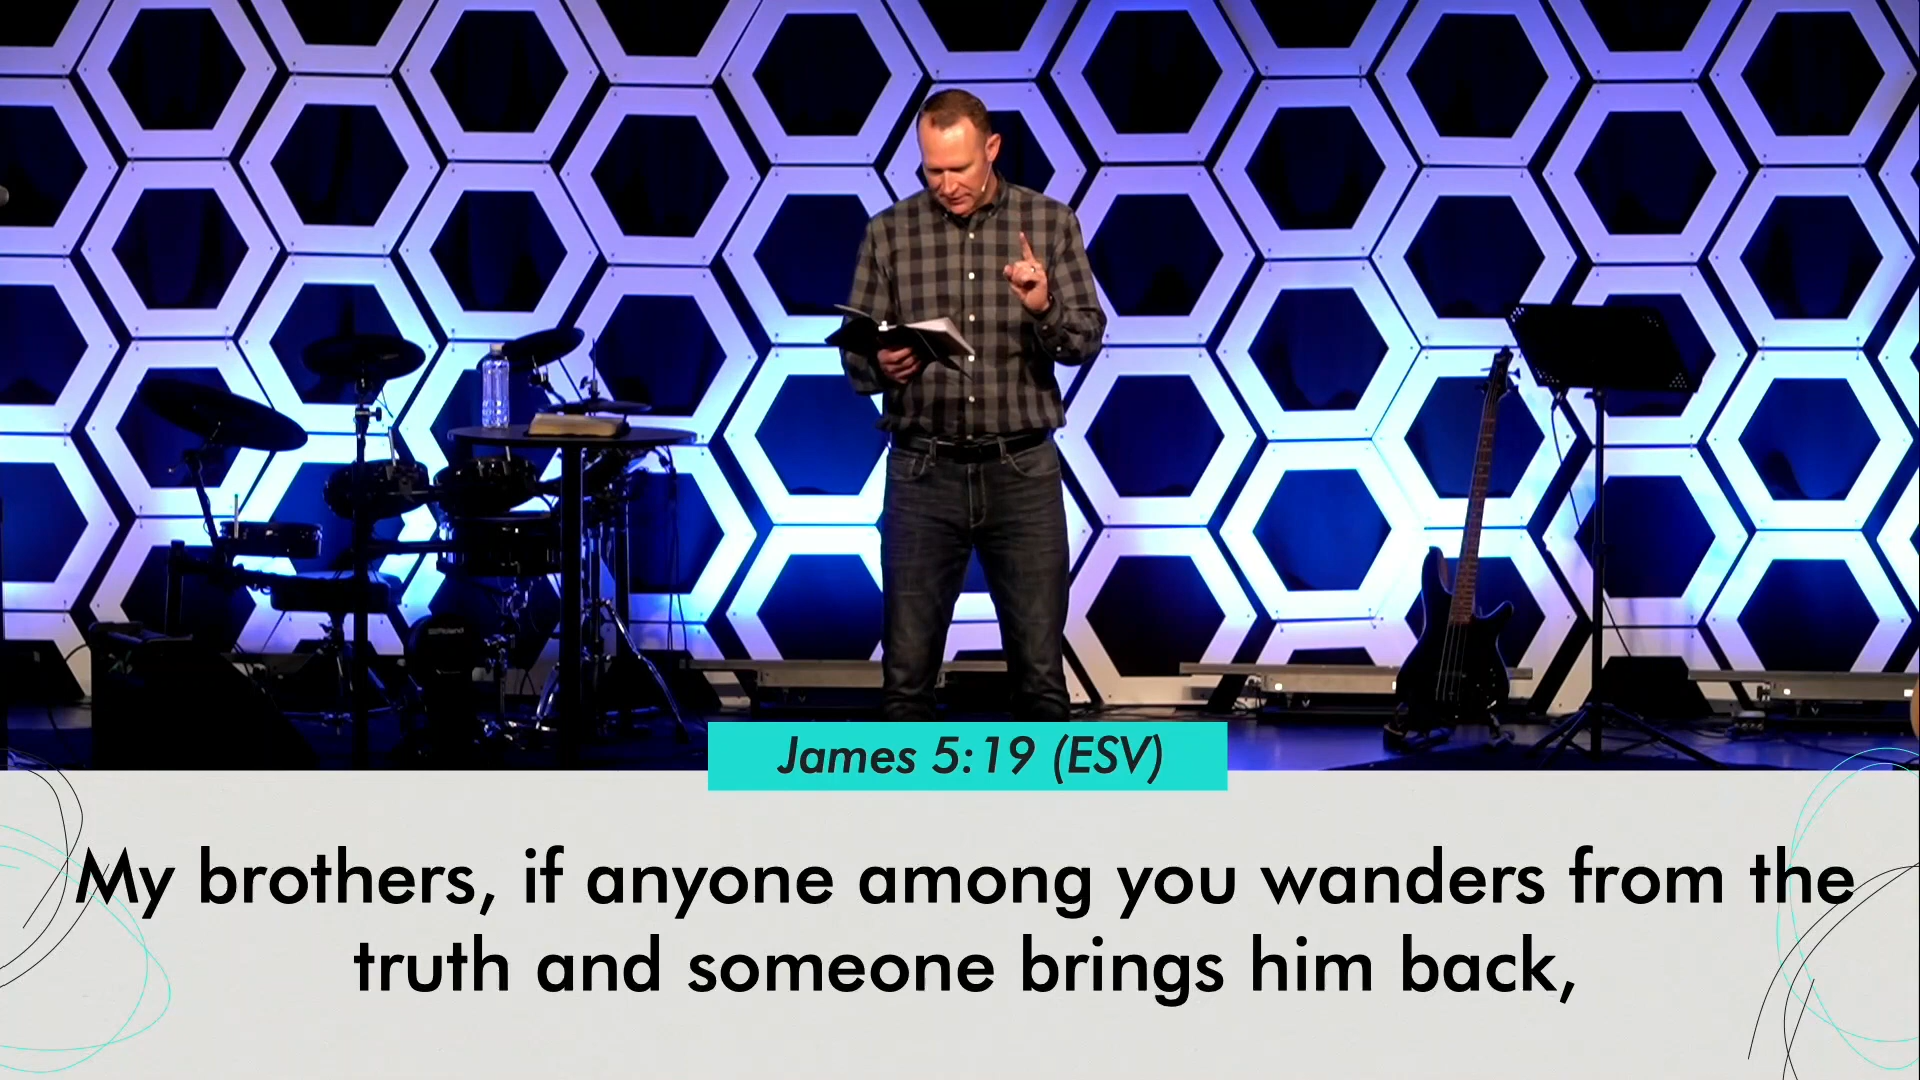 Roland
James 5:19 (ESV)
My brothers, if anyone among you wanders from the
truth and someone brings him back,